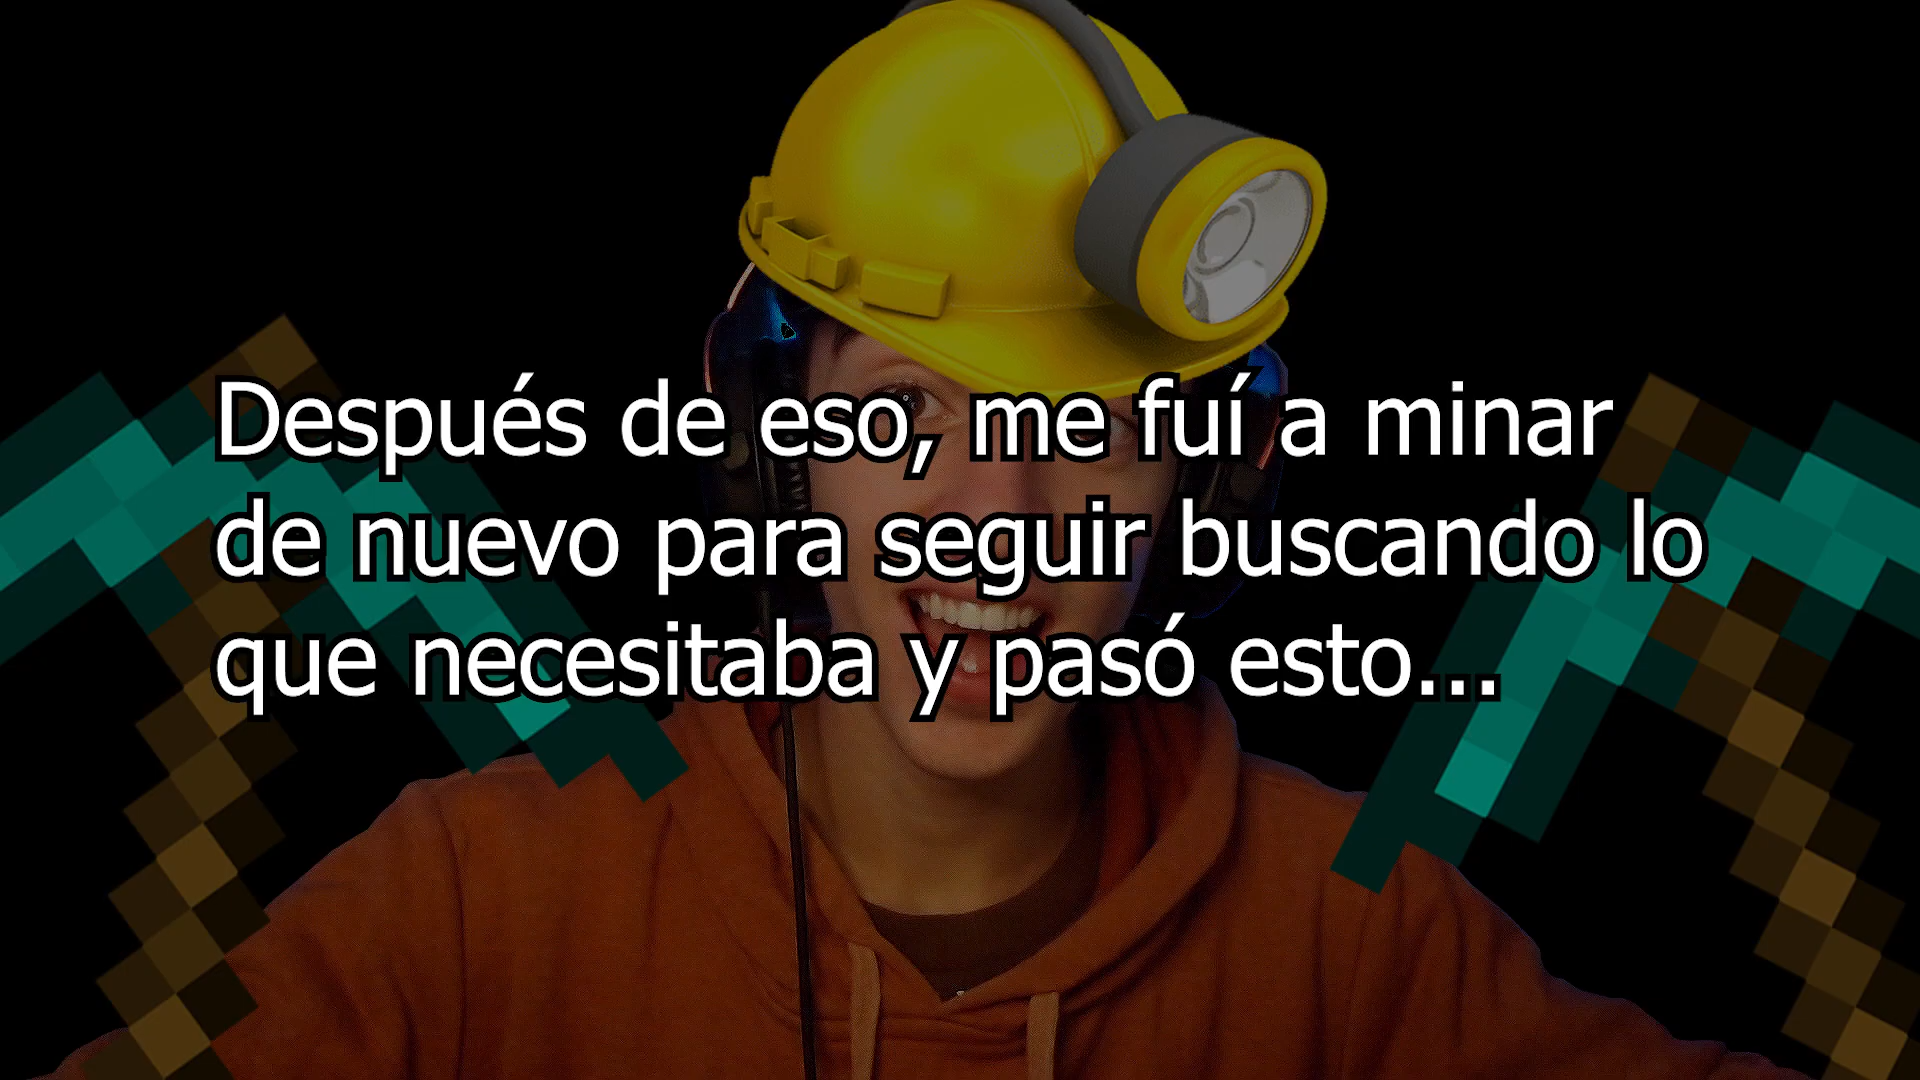 Después de eso, me fuí a minar
de nuevo para seguir buscando lo
que necesitaba y pasó esto...